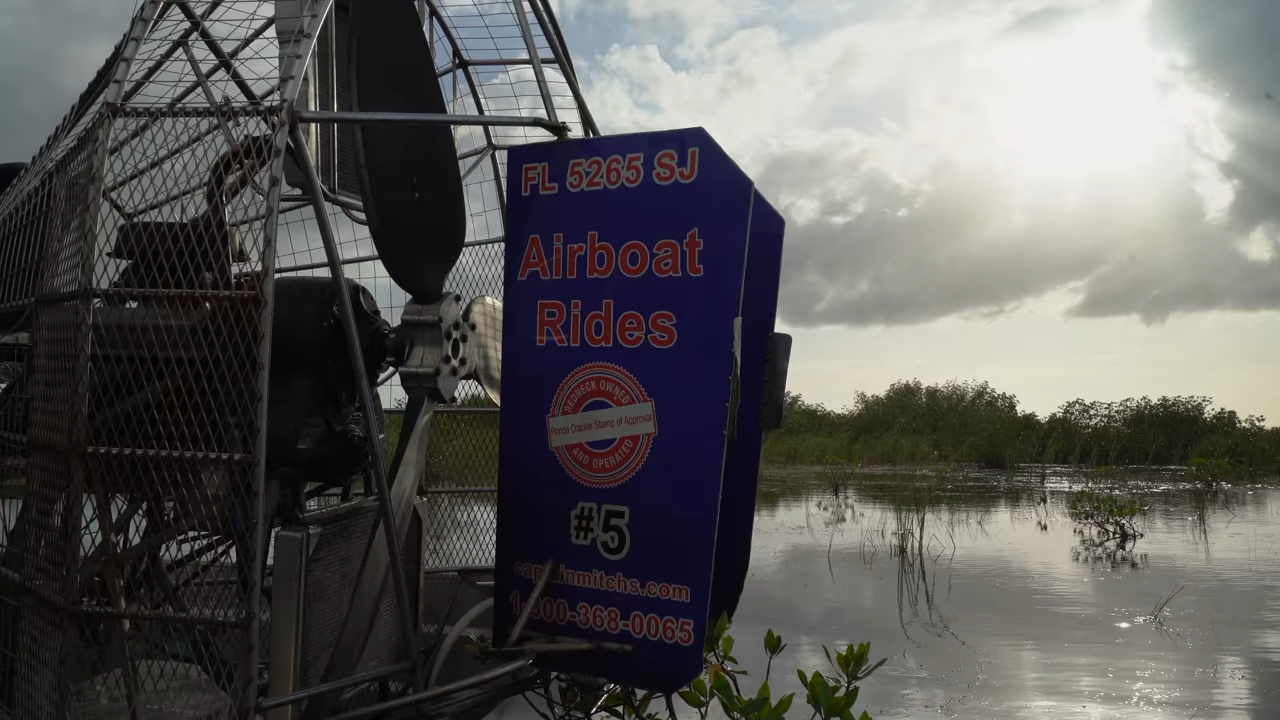 FL 5265 SJ
Airboat
Rides
REDNECK OWNED
Florida Cracker Stamp of Approval
AND OPERATED
#5
captainmitchs.com
1-800-368-0065